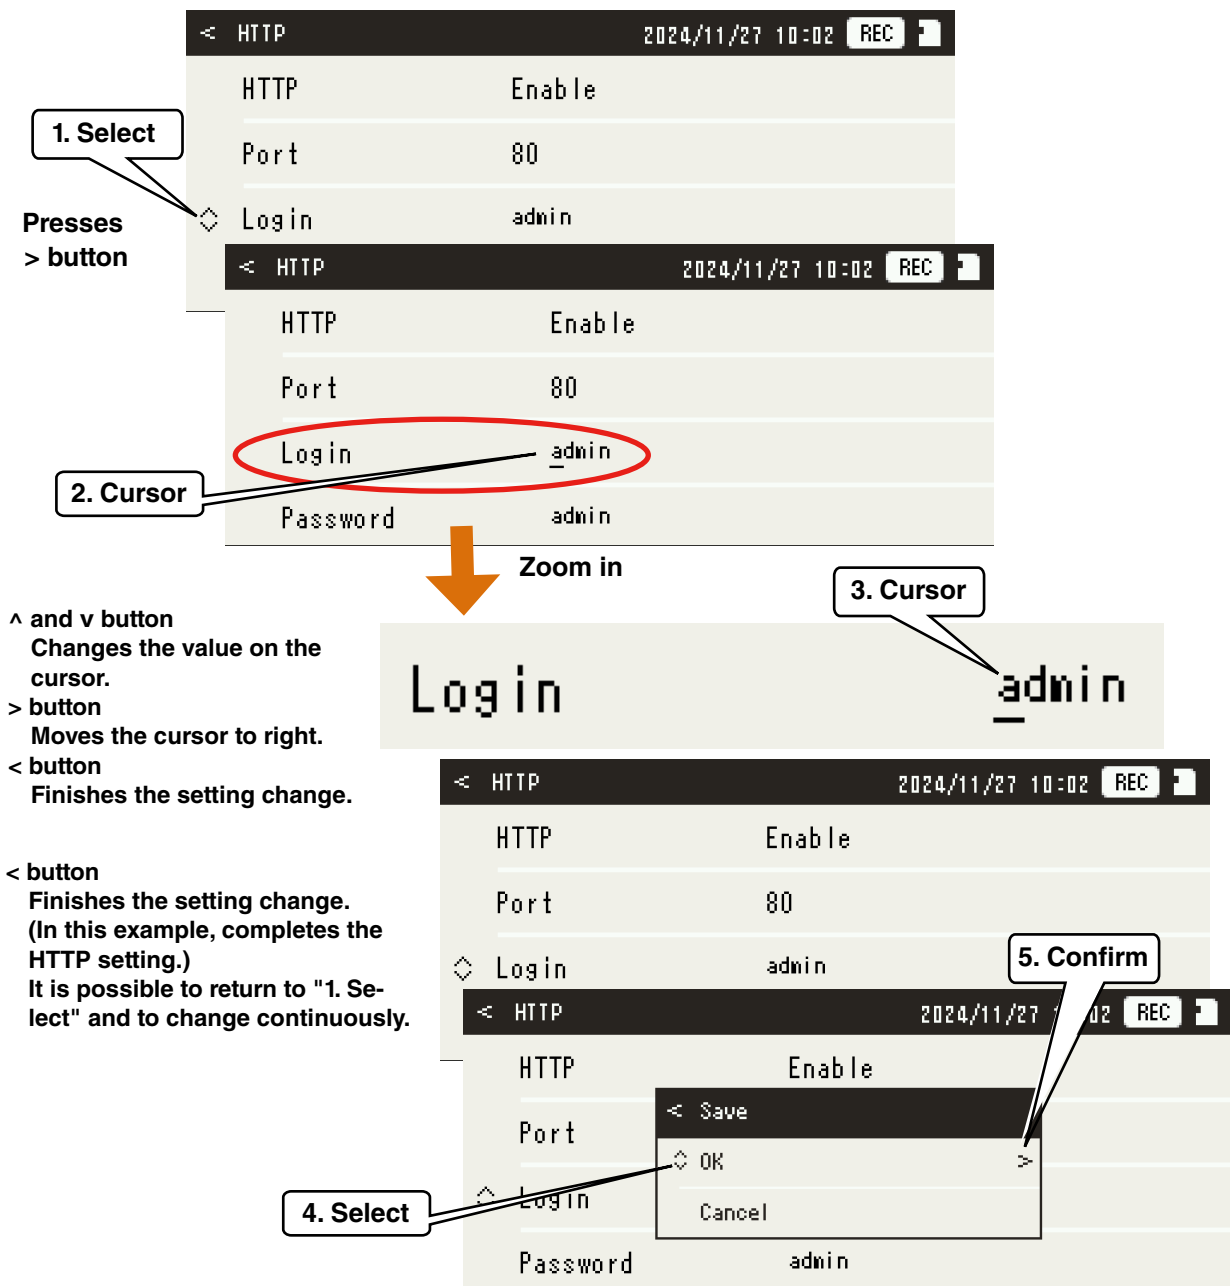 < HTTP 2024/11/27 10:02 REC
HTTP Enable
1. Select
Port 80
Presses
> button
Login admin
< HTTP 2024/11/27 10:02 REC
HTTP Enable
Port 80
Login admin
2. Cursor
Password admin
Zoom in
3. Cursor
^ and v button
Changes the value on the
cursor.
> button
Moves the cursor to right.
< button
Finishes the setting change.
Login admin
< HTTP 2024/11/27 10:02 REC
HTTP Enable
Port 80
Login admin
5. Confirm
< button
Finishes the setting change.
(In this example, completes the
HTTP setting.)
It is possible to return to "1. Se-
lect" and to change continuously.
< HTTP 2024/11/27 02 REC
HTTP Enable
Port
< Save
OK >
Cancel
Login
4. Select
Password admin